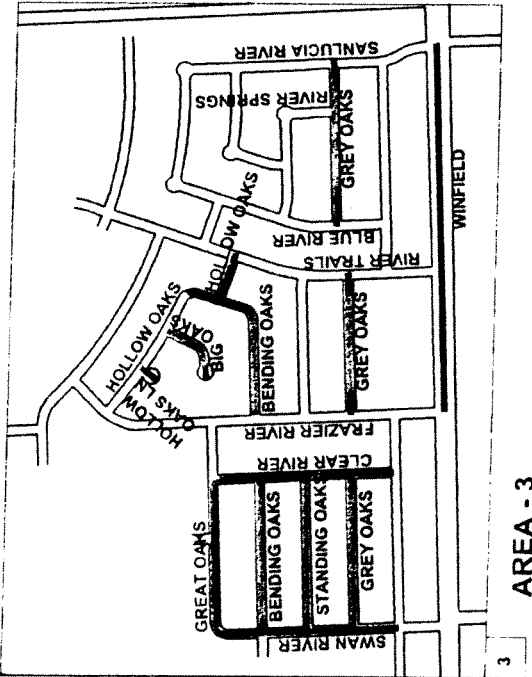 SANLUCIA RIVER
RIVER SPRINGS
GREY OAKS
WINFIELD
HOLLOW OAKS
BLUE RIVER
RIVER TRAILS
HOLLOW OAKS
BIG OAKS
HOLLOW OAKS LN
BENDING OAKS
GREY OAKS
FRAZIER RIVER
CLEAR RIVER
GREAT OAKS
BENDING OAKS
STANDING OAKS
GREY OAKS
SWAN RIVER
AREA - 3
3